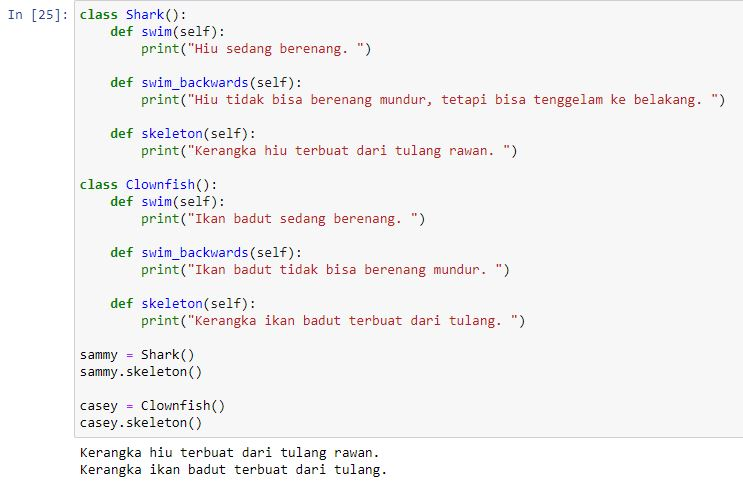 In [25]: class Shark():
    def swim(self):
        print("Hiu sedang berenang. ")

    def swim_backwards(self):
        print("Hiu tidak bisa berenang mundur, tetapi bisa tenggelam ke belakang. ")

    def skeleton(self):
        print("Kerangka hiu terbuat dari tulang rawan. ")

class Clownfish():
    def swim(self):
        print("Ikan badut sedang berenang. ")

    def swim_backwards(self):
        print("Ikan badut tidak bisa berenang mundur. ")

    def skeleton(self):
        print("Kerangka ikan badut terbuat dari tulang. ")

sammy = Shark()
sammy.skeleton()

casey = Clownfish()
casey.skeleton()

Kerangka hiu terbuat dari tulang rawan.
Kerangka ikan badut terbuat dari tulang.